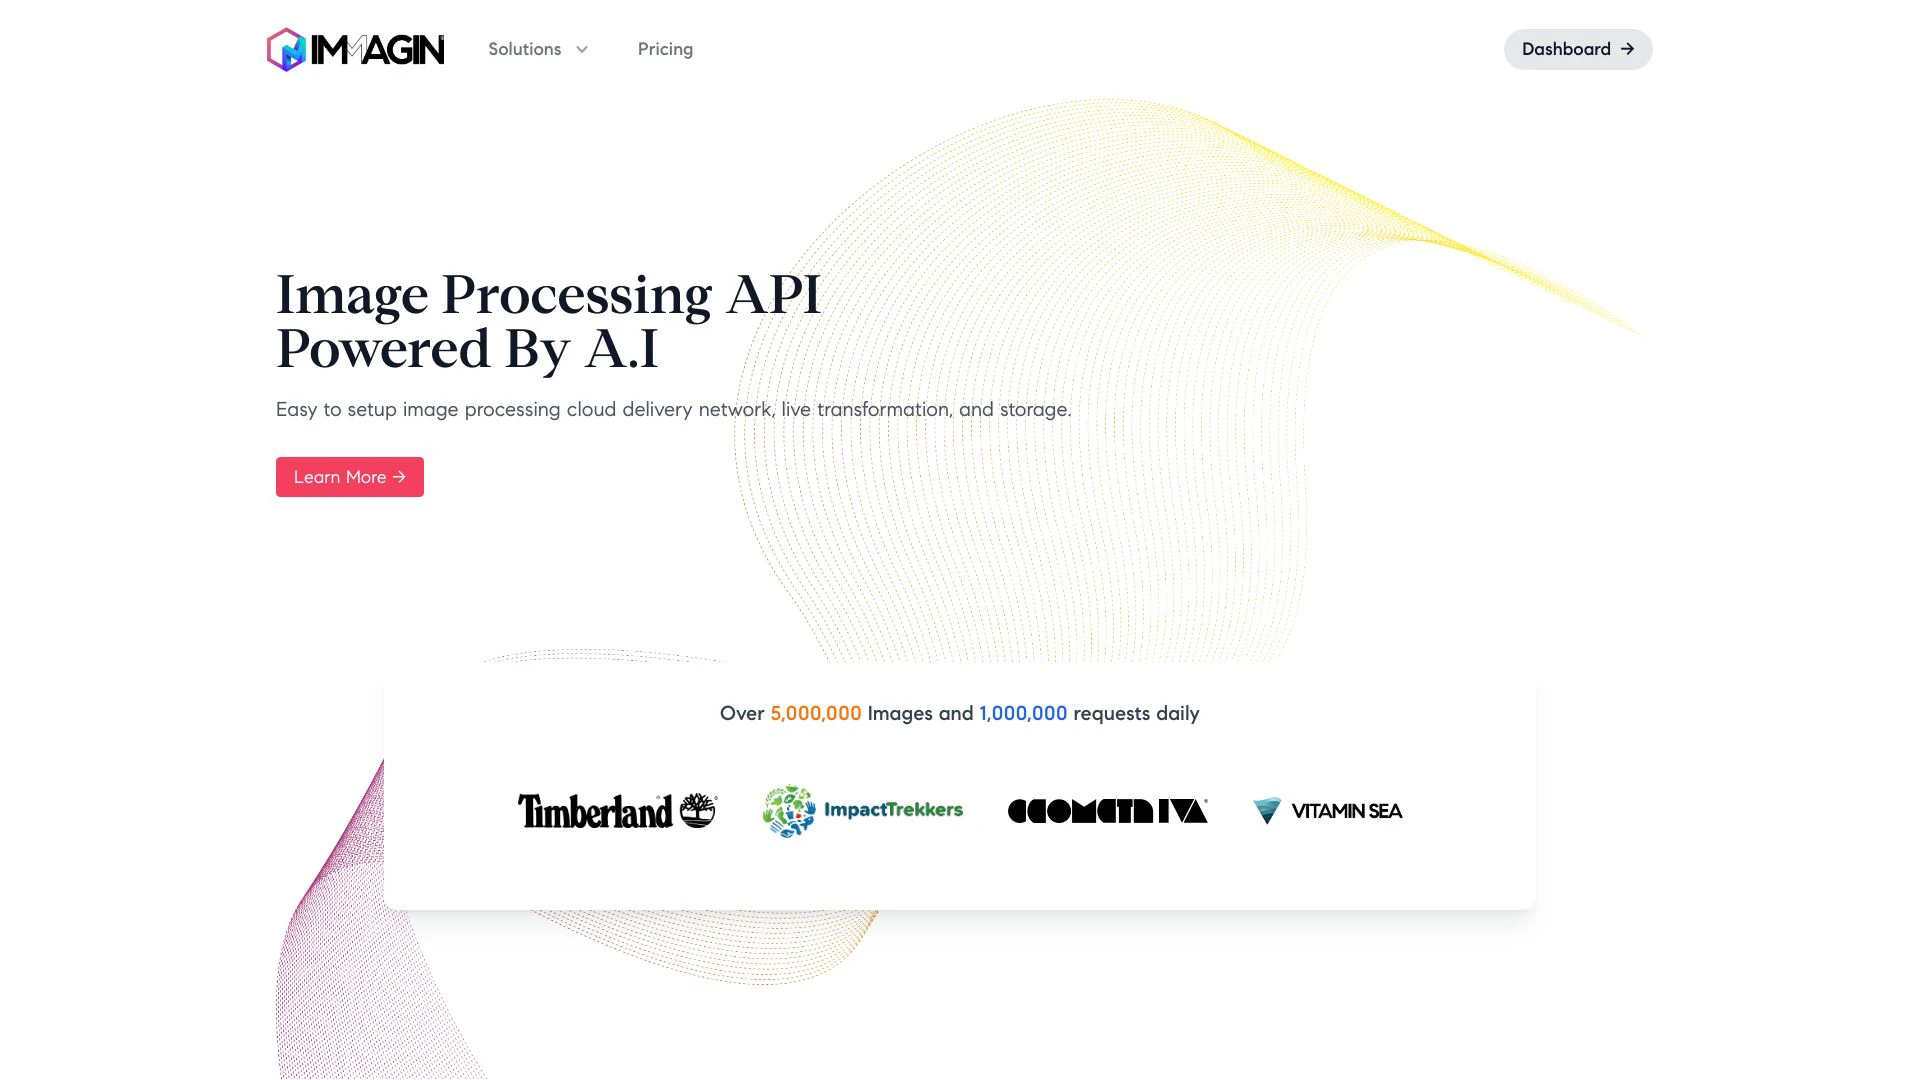 IMMAGIN
Solutions
Pricing
Dashboard →
Image Processing API
Powered By A.I
Easy to setup image processing cloud delivery network, live transformation, and storage.
Learn More →
Over 5,000,000 Images and 1,000,000 requests daily
Timberland
ImpactTrekkers
VITAMIN SEA